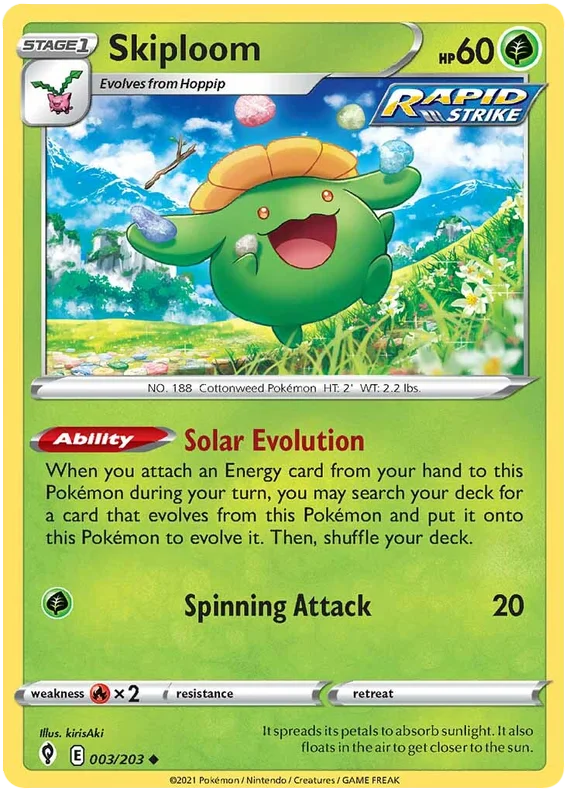 STAGE1
Skiploom
HP60
Evolves from Hoppip
RAPID
STRIKE
NO. 188 Cottonweed Pokémon HT: 2' WT: 2.2 lbs.
Ability
Solar Evolution
When you attach an Energy card from your hand to this
Pokémon during your turn, you may search your deck for
a card that evolves from this Pokémon and put it onto
this Pokémon to evolve it. Then, shuffle your deck.
Spinning Attack 20
weakness ×2 resistance retreat
Illus. kirisAki
It spreads its petals to absorb sunlight. It also
floats in the air to get closer to the sun.
E 003/203
©2021 Pokémon / Nintendo / Creatures / GAME FREAK